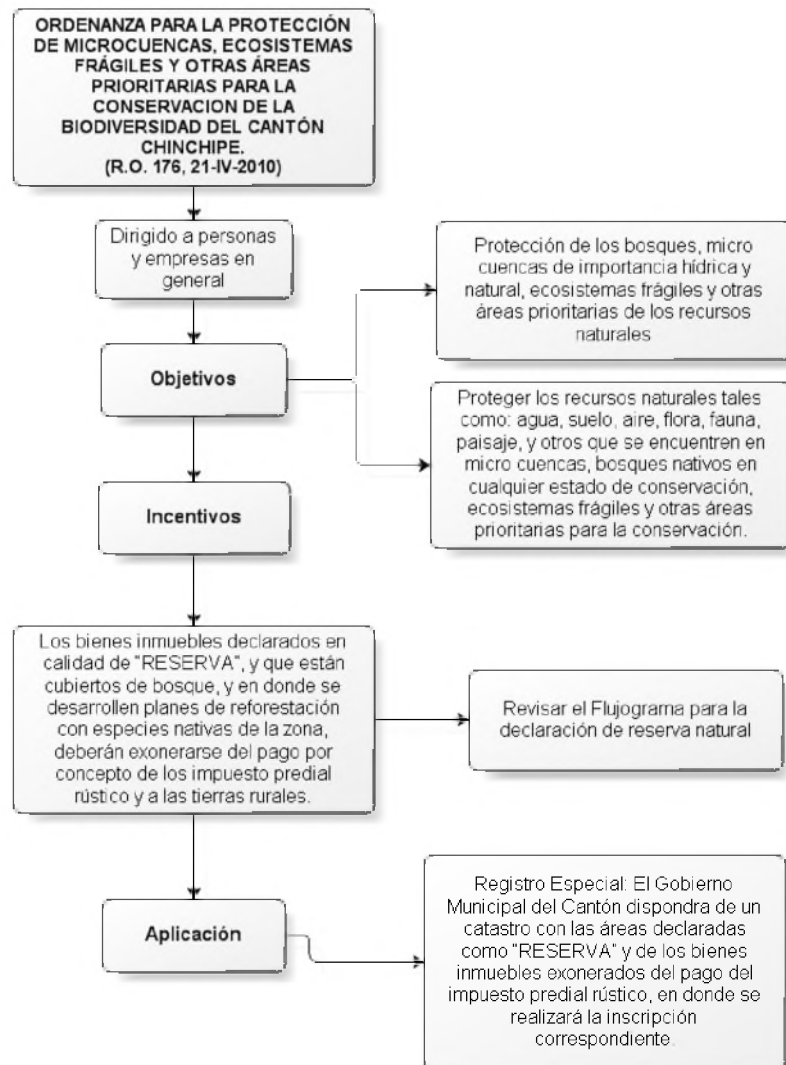 ORDENANZA PARA LA PROTECCIÓN
DE MICROCUENCAS, ECOSISTEMAS
FRÁGILES Y OTRAS ÁREAS
PRIORITARIAS PARA LA
CONSERVACION DE LA
BIODIVERSIDAD DEL CANTÓN
CHINCHIPE.
(R.O. 176, 21-IV-2010)
Dirigido a personas
y empresas en
general
Objetivos
Protección de los bosques, micro
cuencas de importancia hídrica y
natural, ecosistemas frágiles y otras
áreas prioritarias de los recursos
naturales
Proteger los recursos naturales tales
como: agua, suelo, aire, flora, fauna,
paisaje, y otros que se encuentren en
micro cuencas, bosques nativos en
cualquier estado de conservación,
ecosistemas frágiles y otras áreas
prioritarias para la conservación.
Incentivos
Los bienes inmuebles declarados en
calidad de "RESERVA", y que están
cubiertos de bosque, y en donde se
desarrollen planes de reforestación
con especies nativas de la zona,
deberán exonerarse del pago por
concepto de los impuesto predial
rústico y a las tierras rurales.
Revisar el Flujograma para la
declaración de reserva natural
Aplicación
Registro Especial: El Gobierno
Municipal del Cantón dispondra de un
catastro con las áreas declaradas
como "RESERVA" y de los bienes
inmuebles exonerados del pago del
impuesto predial rústico, en donde se
realizará la inscripción
correspondiente.